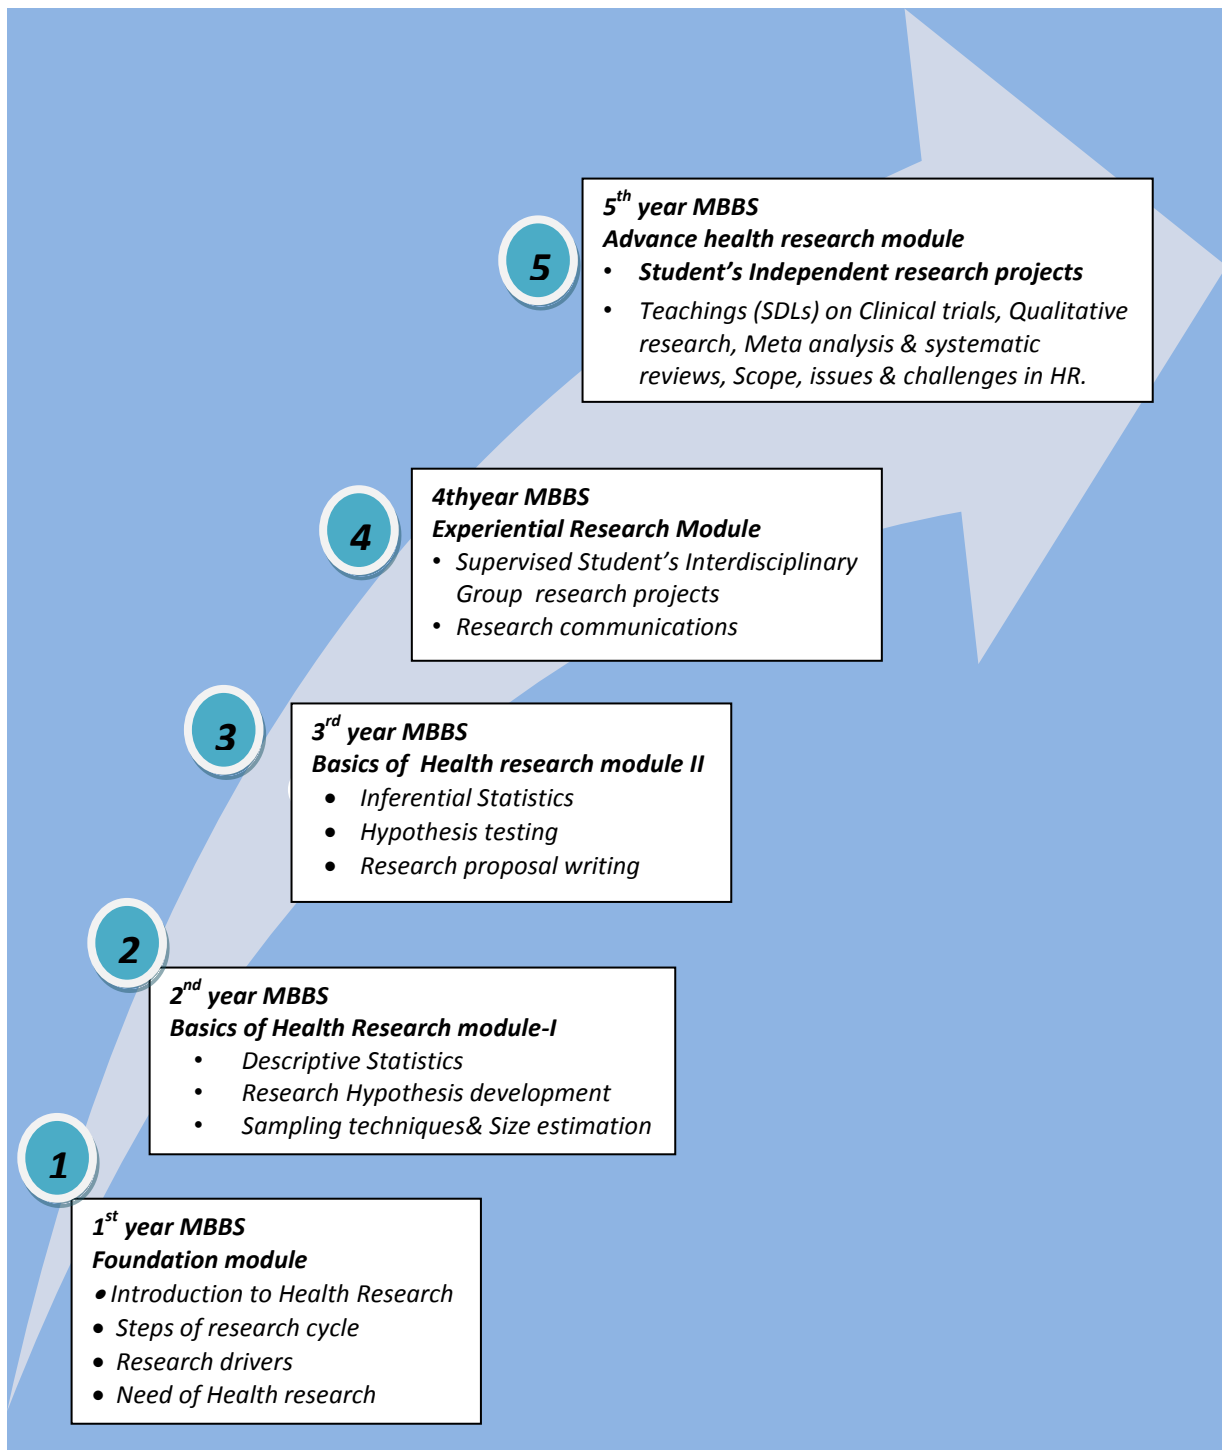 5
5th year MBBS
Advance health research module
• Student’s Independent research projects
• Teachings (SDLs) on Clinical trials, Qualitative
research, Meta analysis & systematic
reviews, Scope, issues & challenges in HR.
4
4thyear MBBS
Experiential Research Module
• Supervised Student’s Interdisciplinary
Group research projects
• Research communications
3
3rd year MBBS
Basics of Health research module II
• Inferential Statistics
• Hypothesis testing
• Research proposal writing
2
2nd year MBBS
Basics of Health Research module-I
• Descriptive Statistics
• Research Hypothesis development
• Sampling techniques& Size estimation
1
1st year MBBS
Foundation module
• Introduction to Health Research
• Steps of research cycle
• Research drivers
• Need of Health research